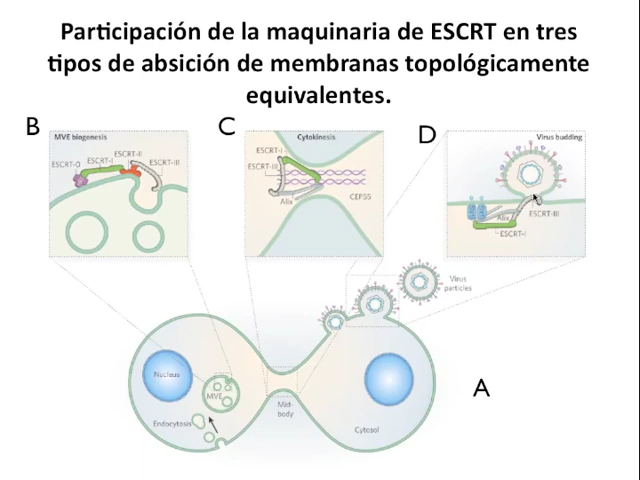 Participación de la maquinaria de ESCRT en tres
tipos de absición de membranas topológicamente
equivalentes.
B
MVE biogenesis
ESCRT-0
ESCRT-I
ESCRT-II
ESCRT-III
C
Cytokinesis
ESCRT-I
ESCRT-III
Alix
CEP55
D
Virus budding
Alix
ESCRT-III
ESCRT-I
Virus
particles
Nucleus
MVE
Endocytosis
Mid-
body
Cytosol
A